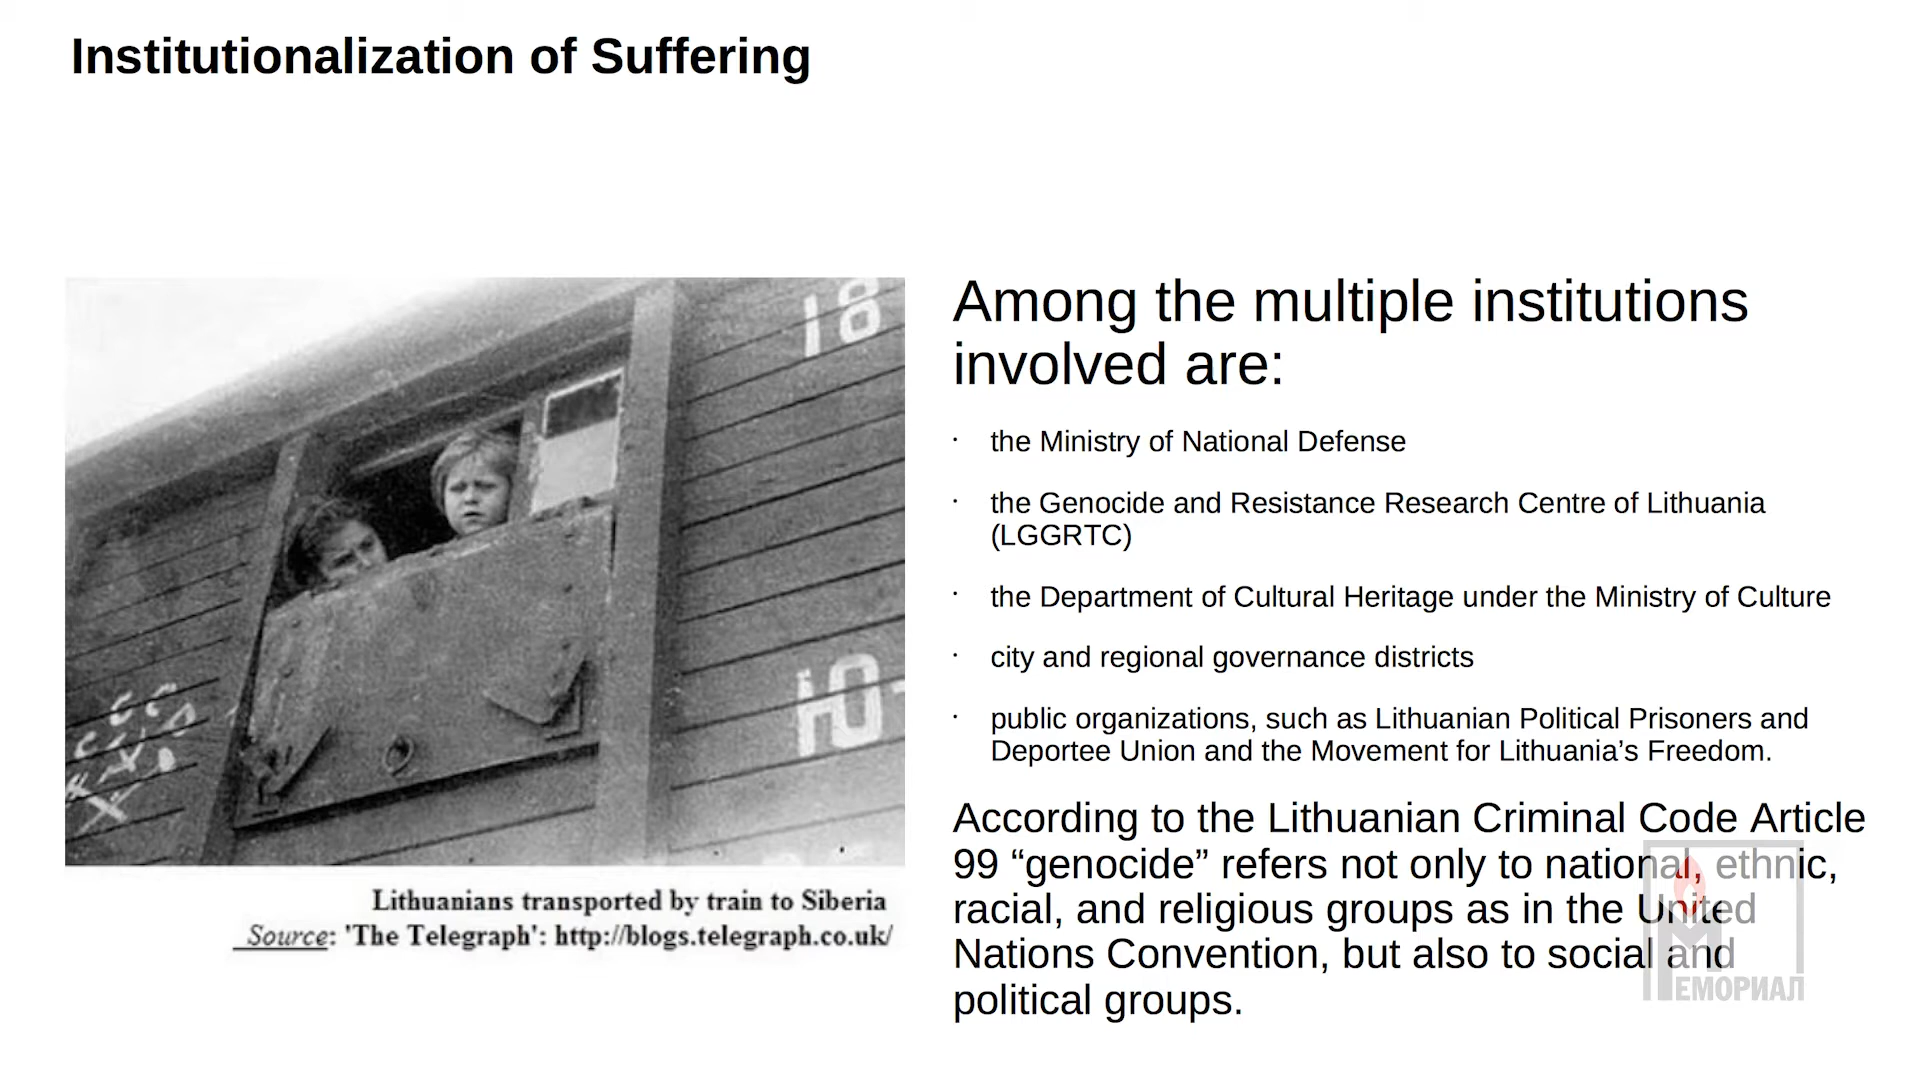 Institutionalization of Suffering
18
10-
Lithuanians transported by train to Siberia
Source: 'The Telegraph': http://blogs.telegraph.co.uk/
Among the multiple institutions
involved are:
· the Ministry of National Defense
· the Genocide and Resistance Research Centre of Lithuania
(LGGRTC)
· the Department of Cultural Heritage under the Ministry of Culture
· city and regional governance districts
· public organizations, such as Lithuanian Political Prisoners and
Deportee Union and the Movement for Lithuania’s Freedom.
According to the Lithuanian Criminal Code Article
99 “genocide” refers not only to national, ethnic,
racial, and religious groups as in the United
Nations Convention, but also to social and
political groups.
МЕМОРИАЛ